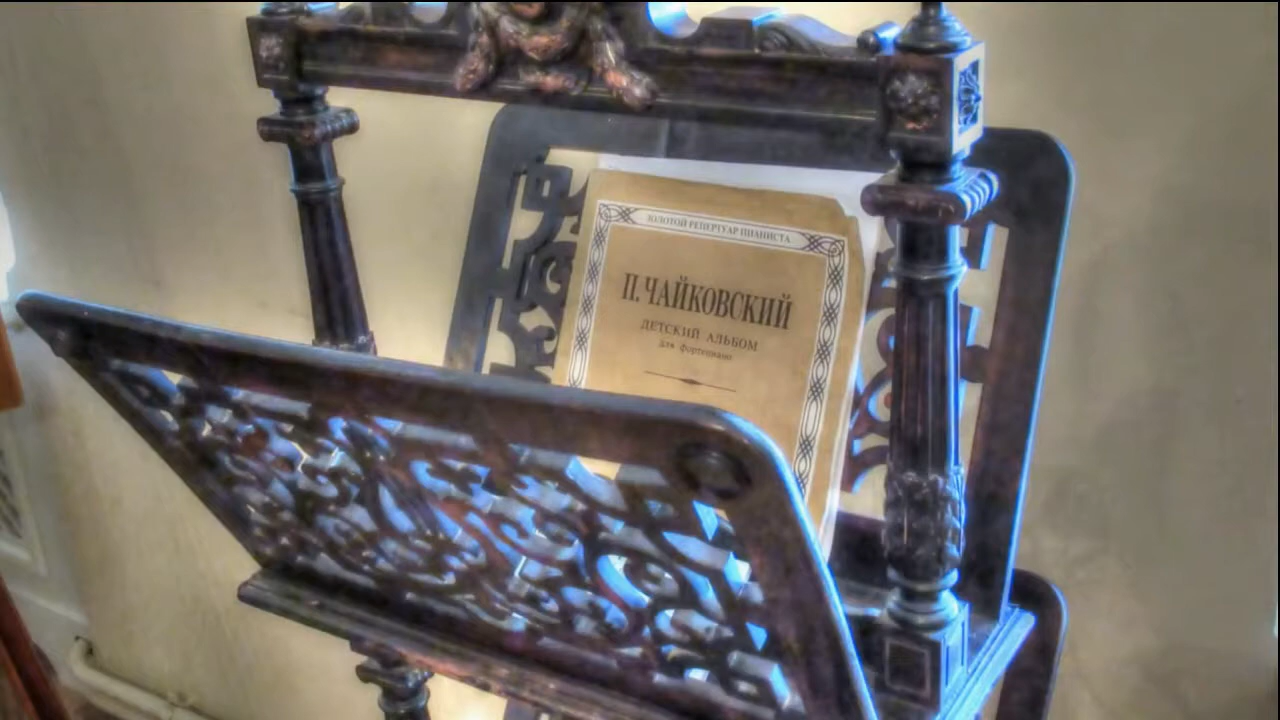 ЗОЛОТОЙ РЕПЕРТУАР ПИАНИСТА
П. ЧАЙКОВСКИЙ
ДЕТСКИЙ АЛЬБОМ
для фортепиано